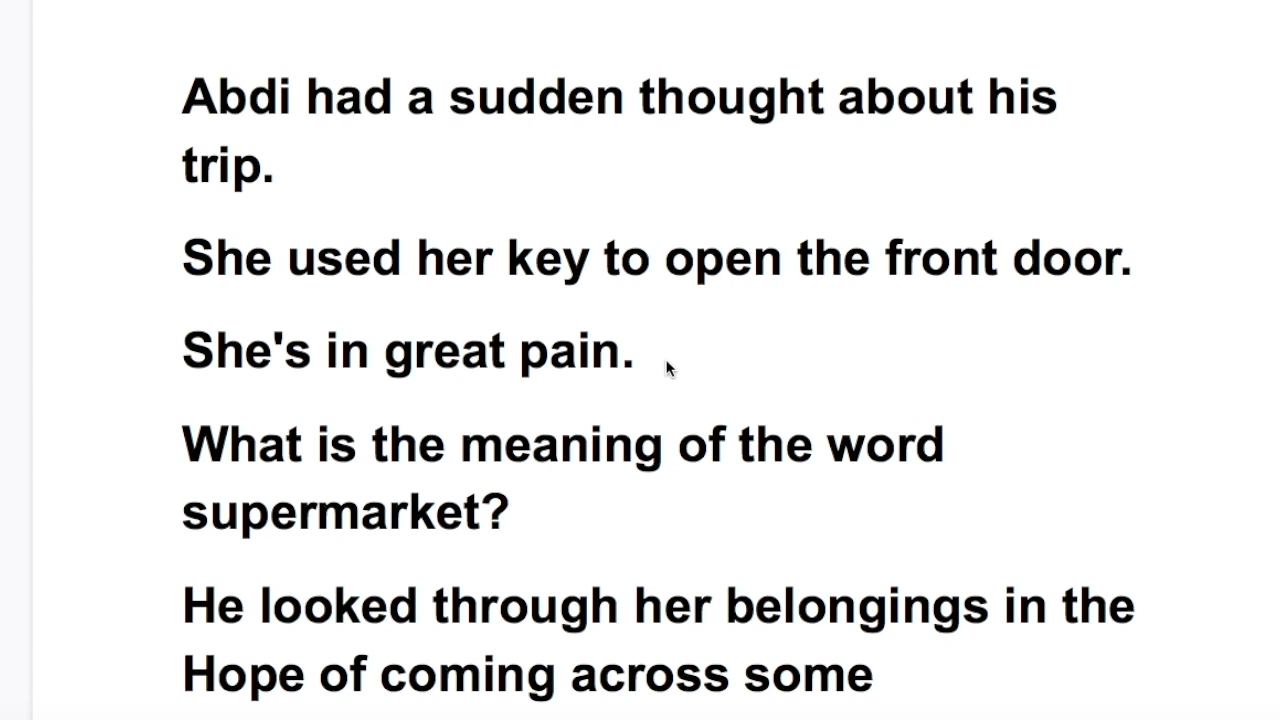 Abdi had a sudden thought about his
trip.
She used her key to open the front door.
She's in great pain.
What is the meaning of the word
supermarket?
He looked through her belongings in the
Hope of coming across some